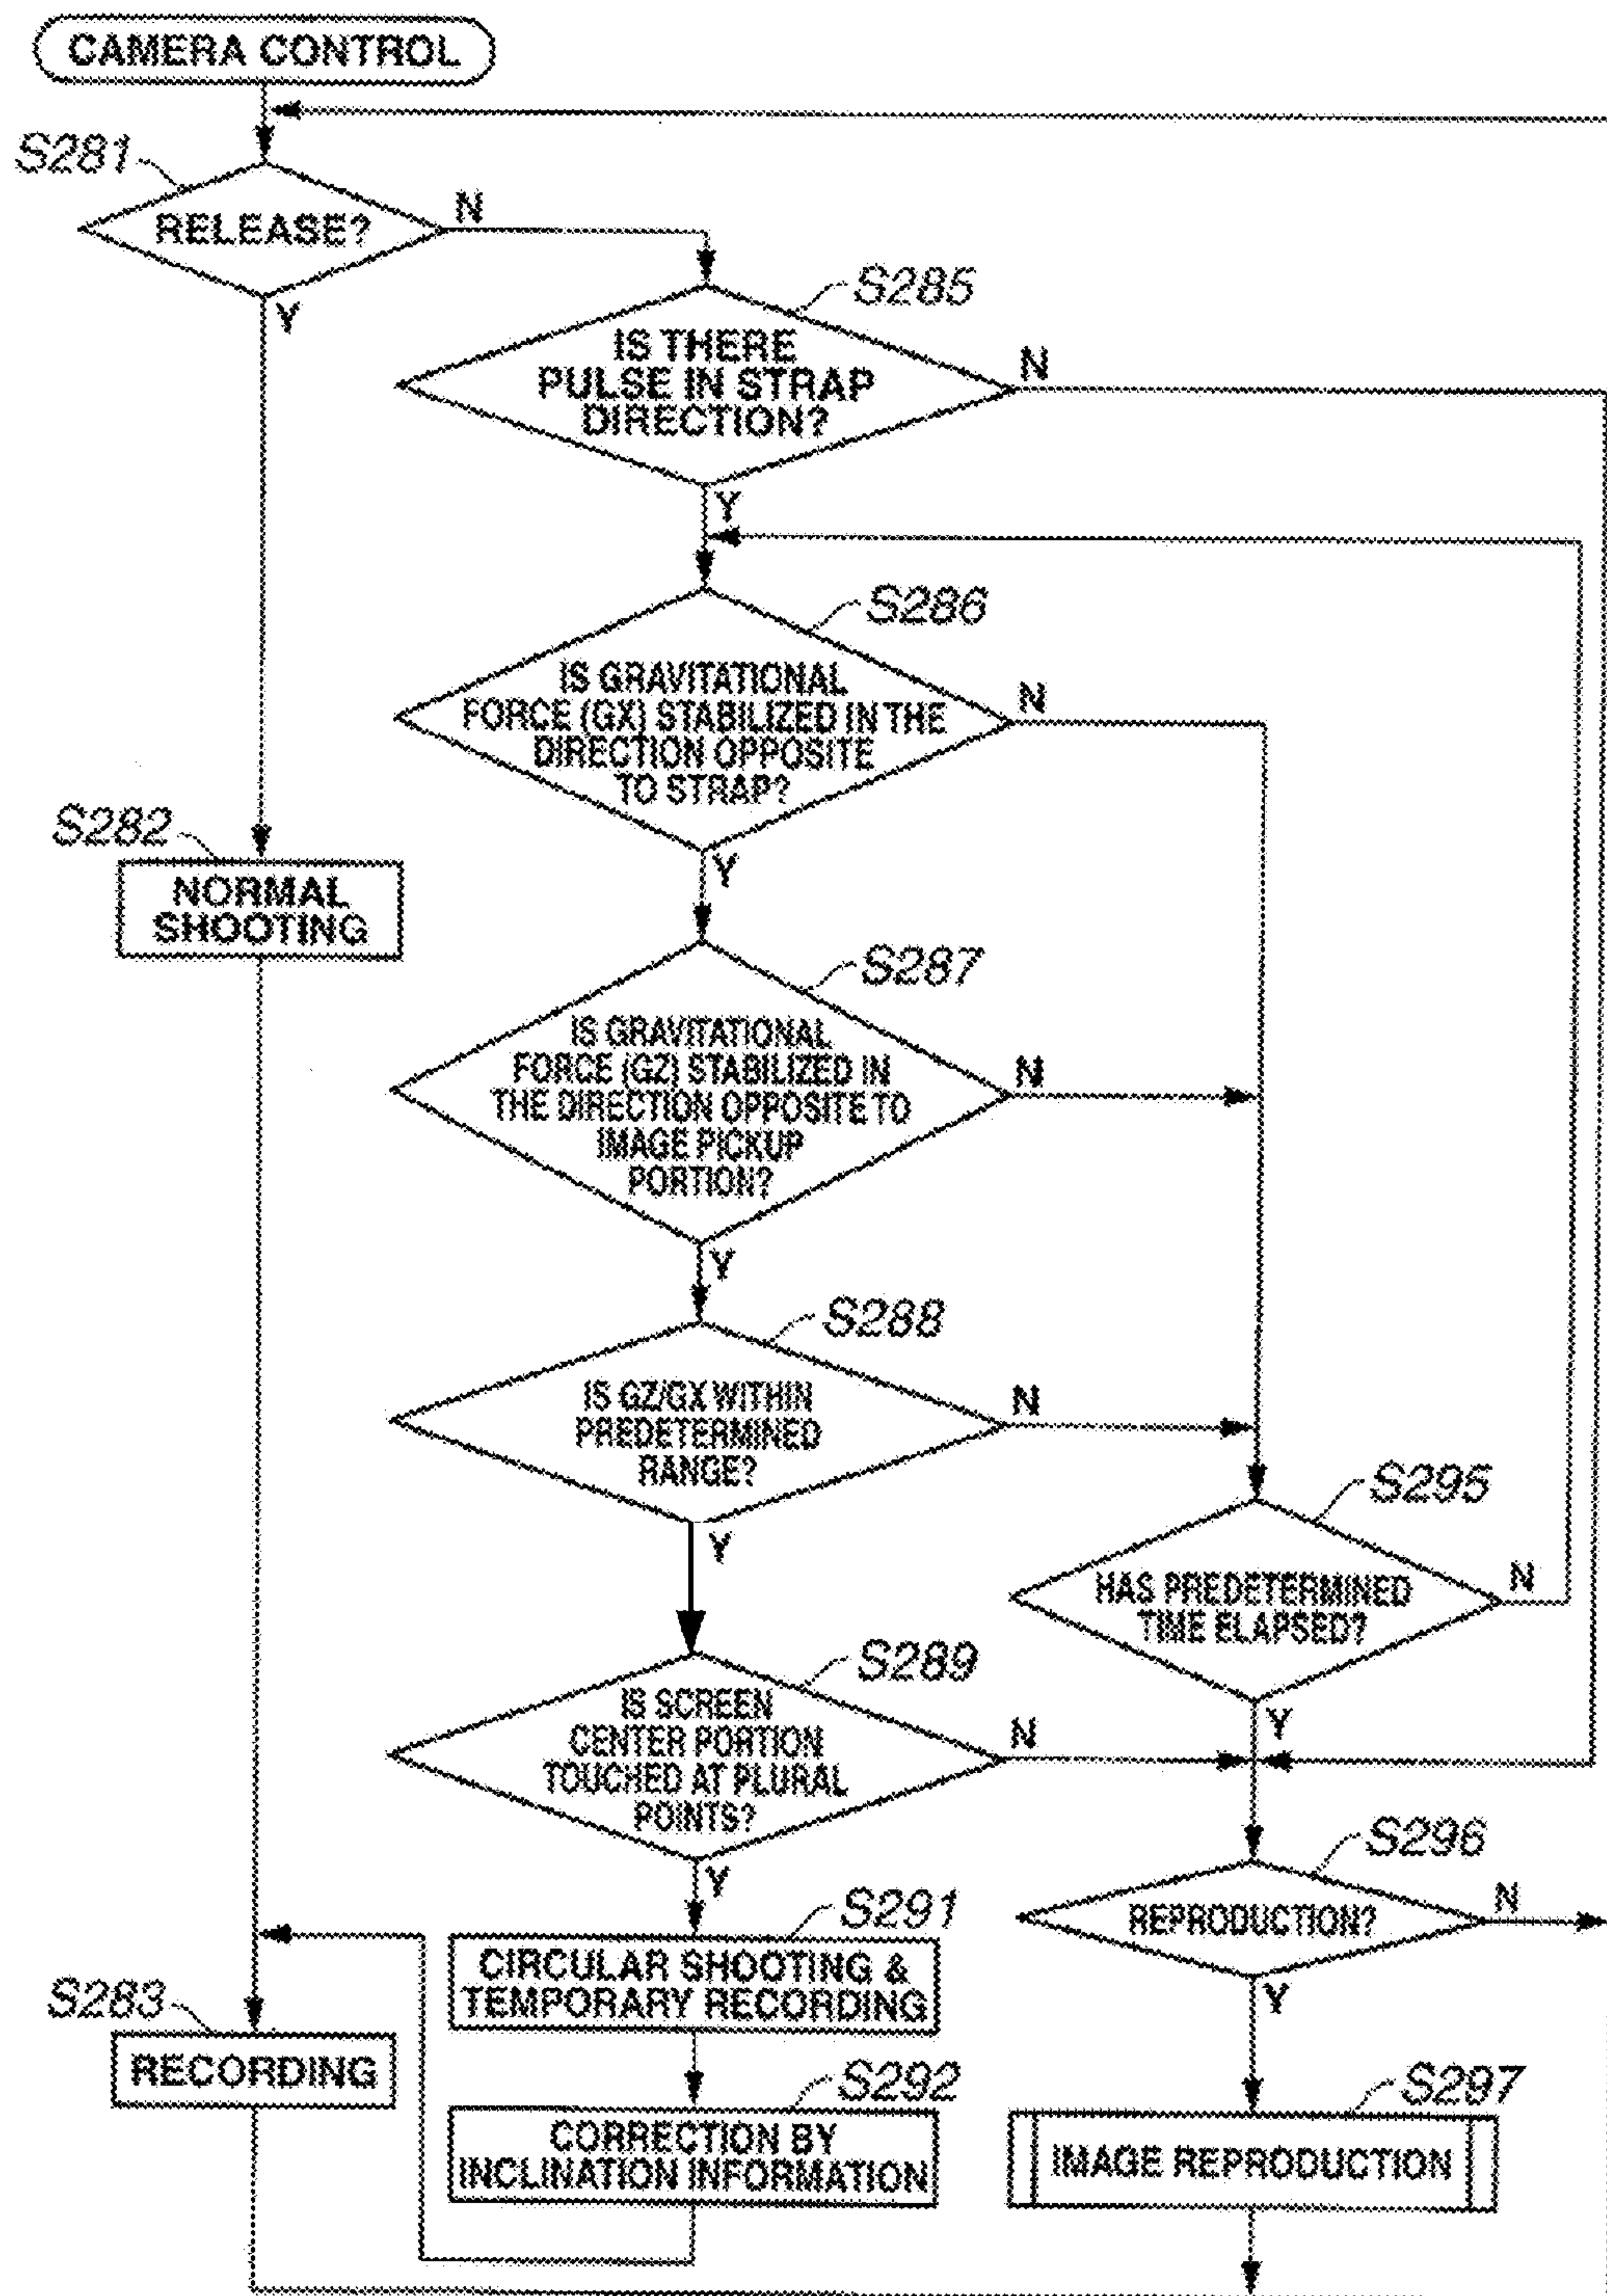 CAMERA CONTROL
S281
RELEASE?
N
Y
S285
IS THERE
PULSE IN STRAP
DIRECTION?
N
Y
S286
IS GRAVITATIONAL
FORCE (GX) STABILIZED IN THE
DIRECTION OPPOSITE
TO STRAP?
N
Y
S282
NORMAL
SHOOTING
S287
IS GRAVITATIONAL
FORCE (GZ) STABILIZED IN
THE DIRECTION OPPOSITE TO
IMAGE PICKUP
PORTION?
N
Y
S288
IS GZ/GX WITHIN
PREDETERMINED
RANGE?
N
Y
S295
HAS PREDETERMINED
TIME ELAPSED?
N
Y
S289
IS SCREEN
CENTER PORTION
TOUCHED AT PLURAL
POINTS?
N
Y
S296
REPRODUCTION?
N
Y
S291
CIRCULAR SHOOTING &
TEMPORARY RECORDING
S283
RECORDING
S292
CORRECTION BY
INCLINATION INFORMATION
S297
IMAGE REPRODUCTION